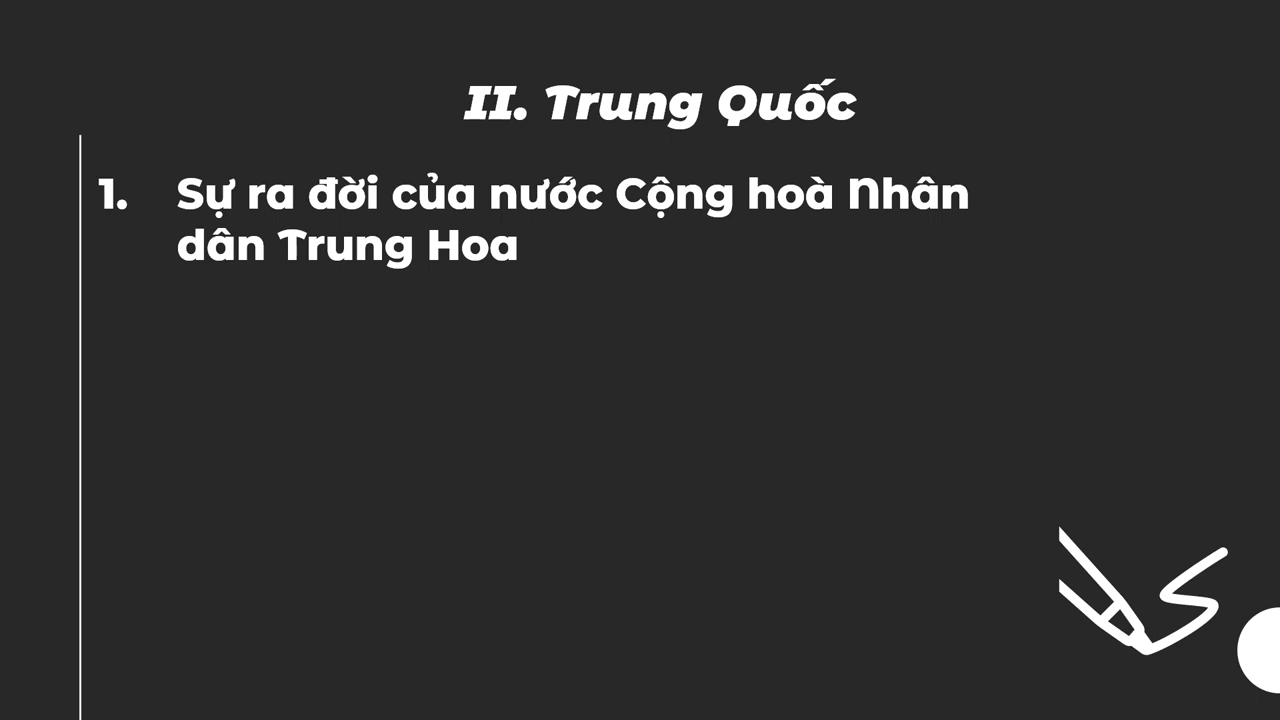 II. Trung Quốc
1. Sự ra đời của nước Cộng hoà Nhân
dân Trung Hoa